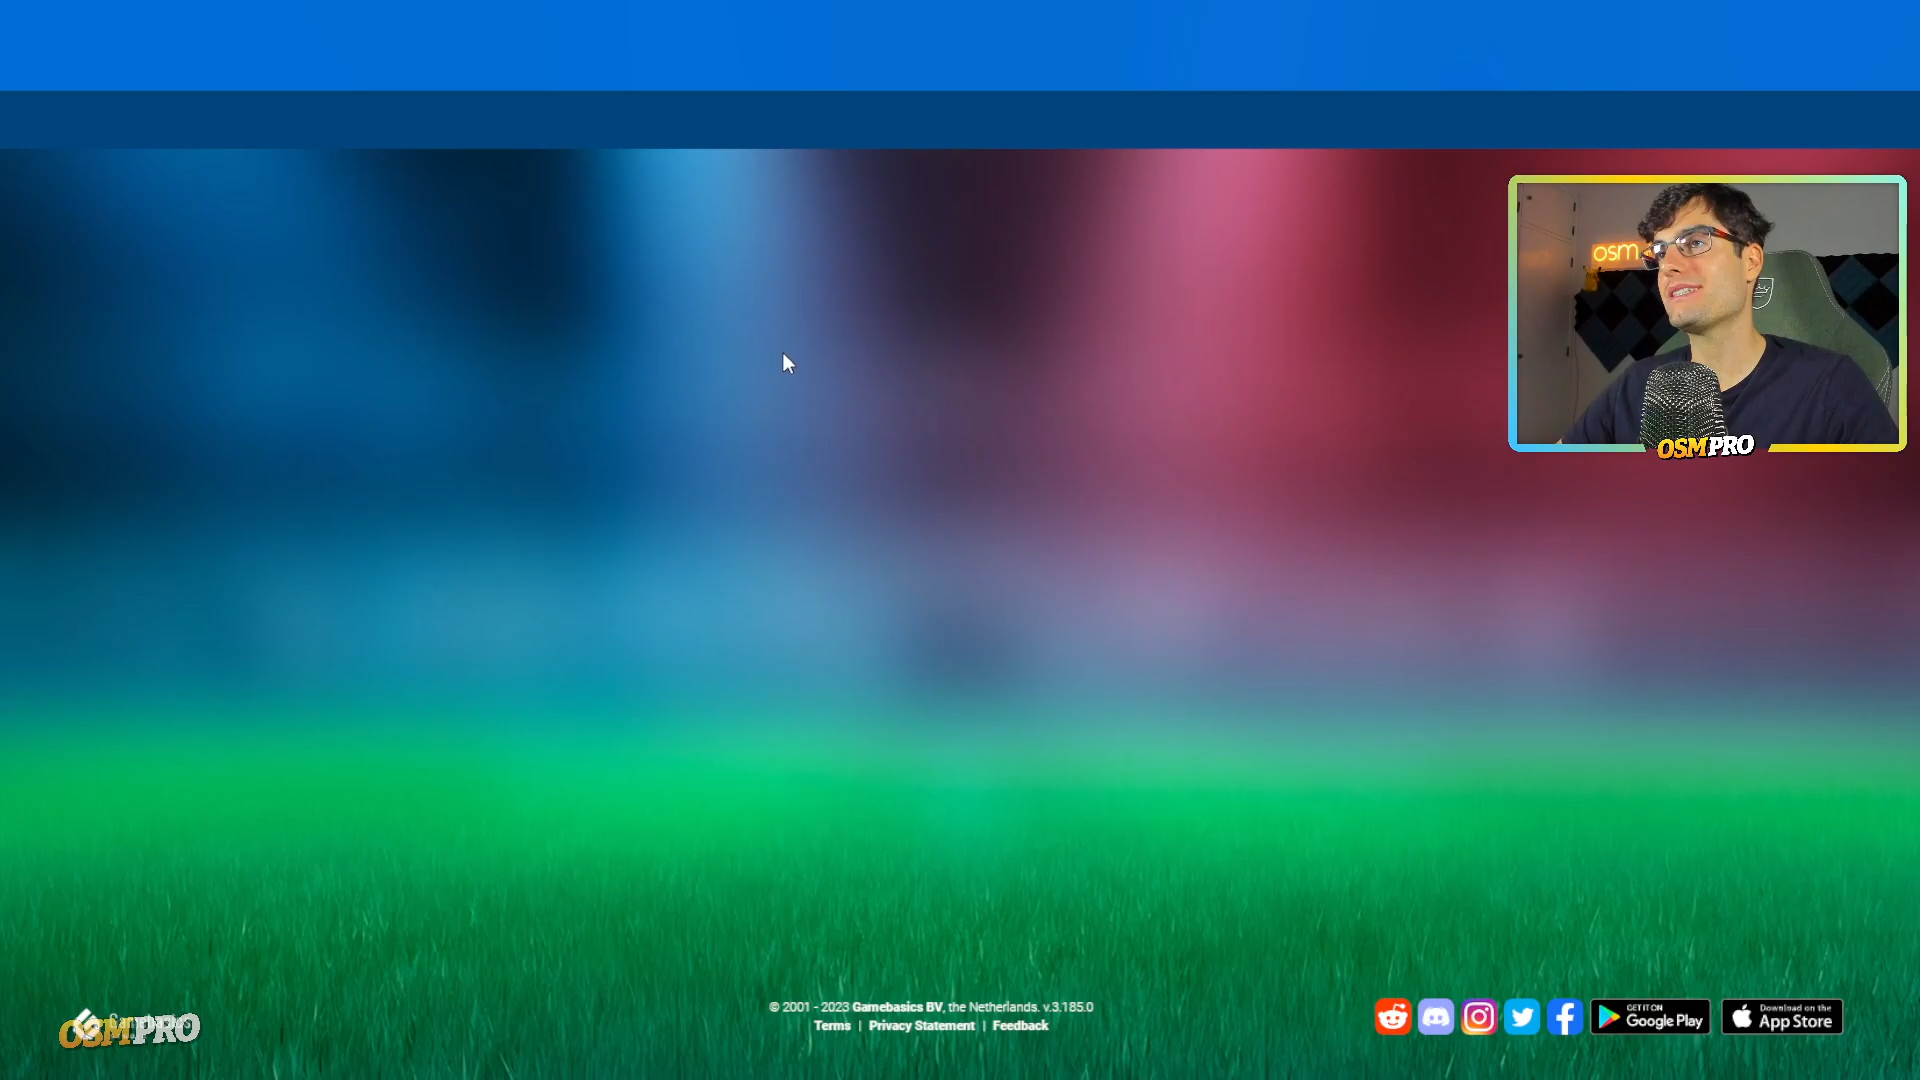 osm
OSMPRO
© 2001 - 2023 Gamebasics BV, the Netherlands. v.3.185.0
Terms | Privacy Statement | Feedback
OSMPRO
GET IT ON
Google Play
Download on the
App Store